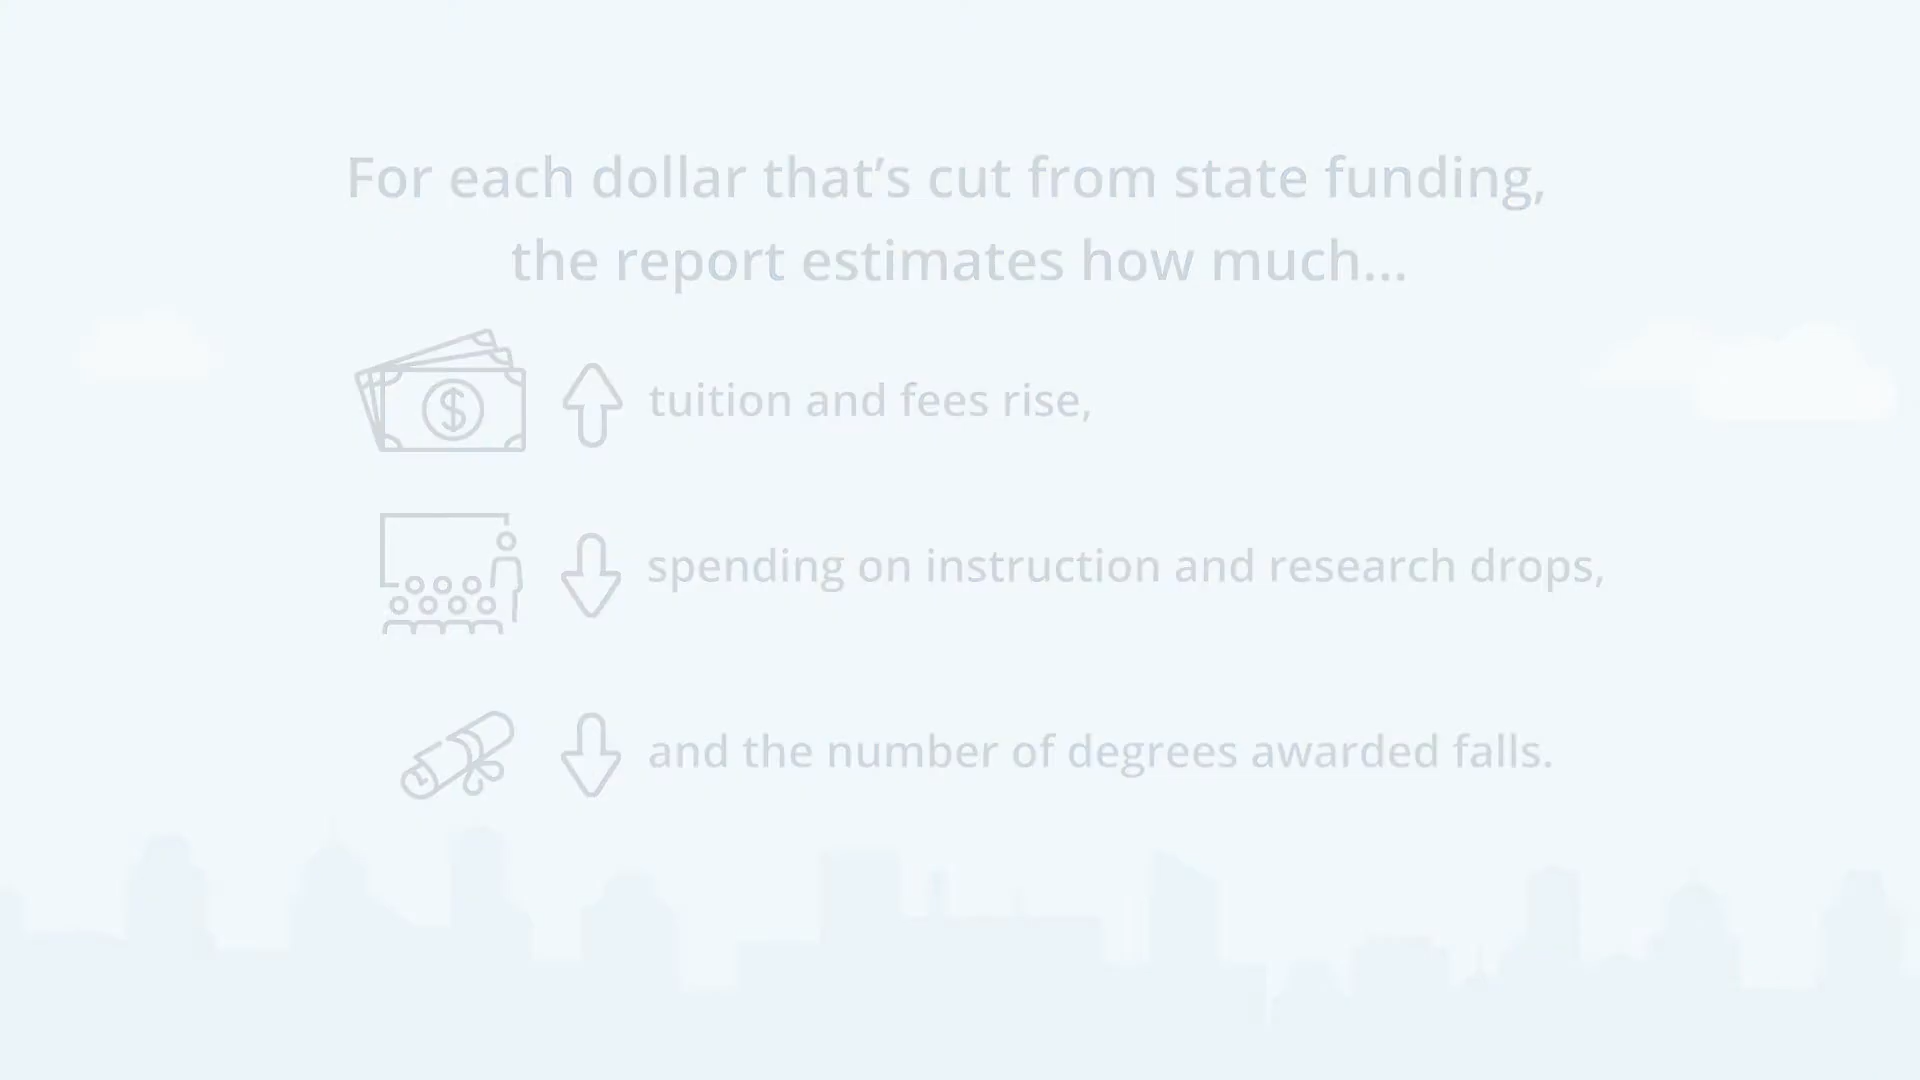 For each dollar that’s cut from state funding,
the report estimates how much...
$
tuition and fees rise,
spending on instruction and research drops,
and the number of degrees awarded falls.